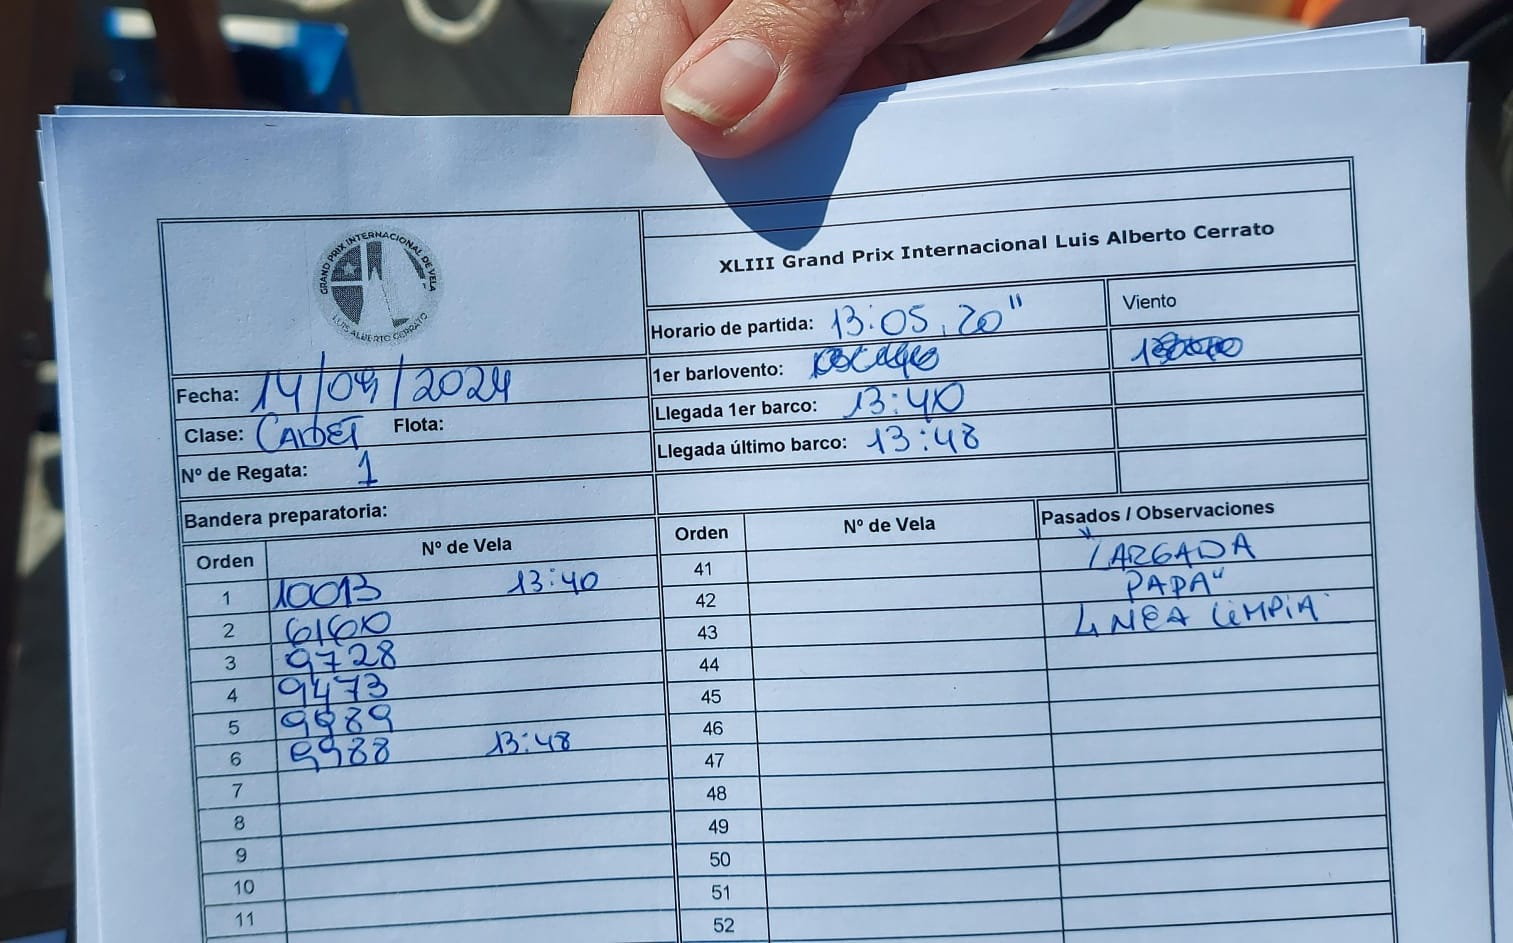 GRAND PRIX INTERNACIONAL DE VELA
LUIS ALBERTO CERRATO
XLIII Grand Prix Internacional Luis Alberto Cerrato
Horario de partida: 13:05,20"
Viento
1er barlovento:
Fecha: 14/09/2024
Llegada 1er barco: 13:40
Clase: CADET Flota:
Llegada último barco: 13:48
Nº de Regata: 1
Bandera preparatoria:
Orden Nº de Vela Orden Nº de Vela Pasados / Observaciones
1 10013 13:40 41 "LARGADA
2 6160 42 PAPA"
3 9728 43 LINEA LIMPIA
4 9473 44
5 9989 45
6 9988 13:48 46
7 47
8 48
9 49
10 50
11 51
52